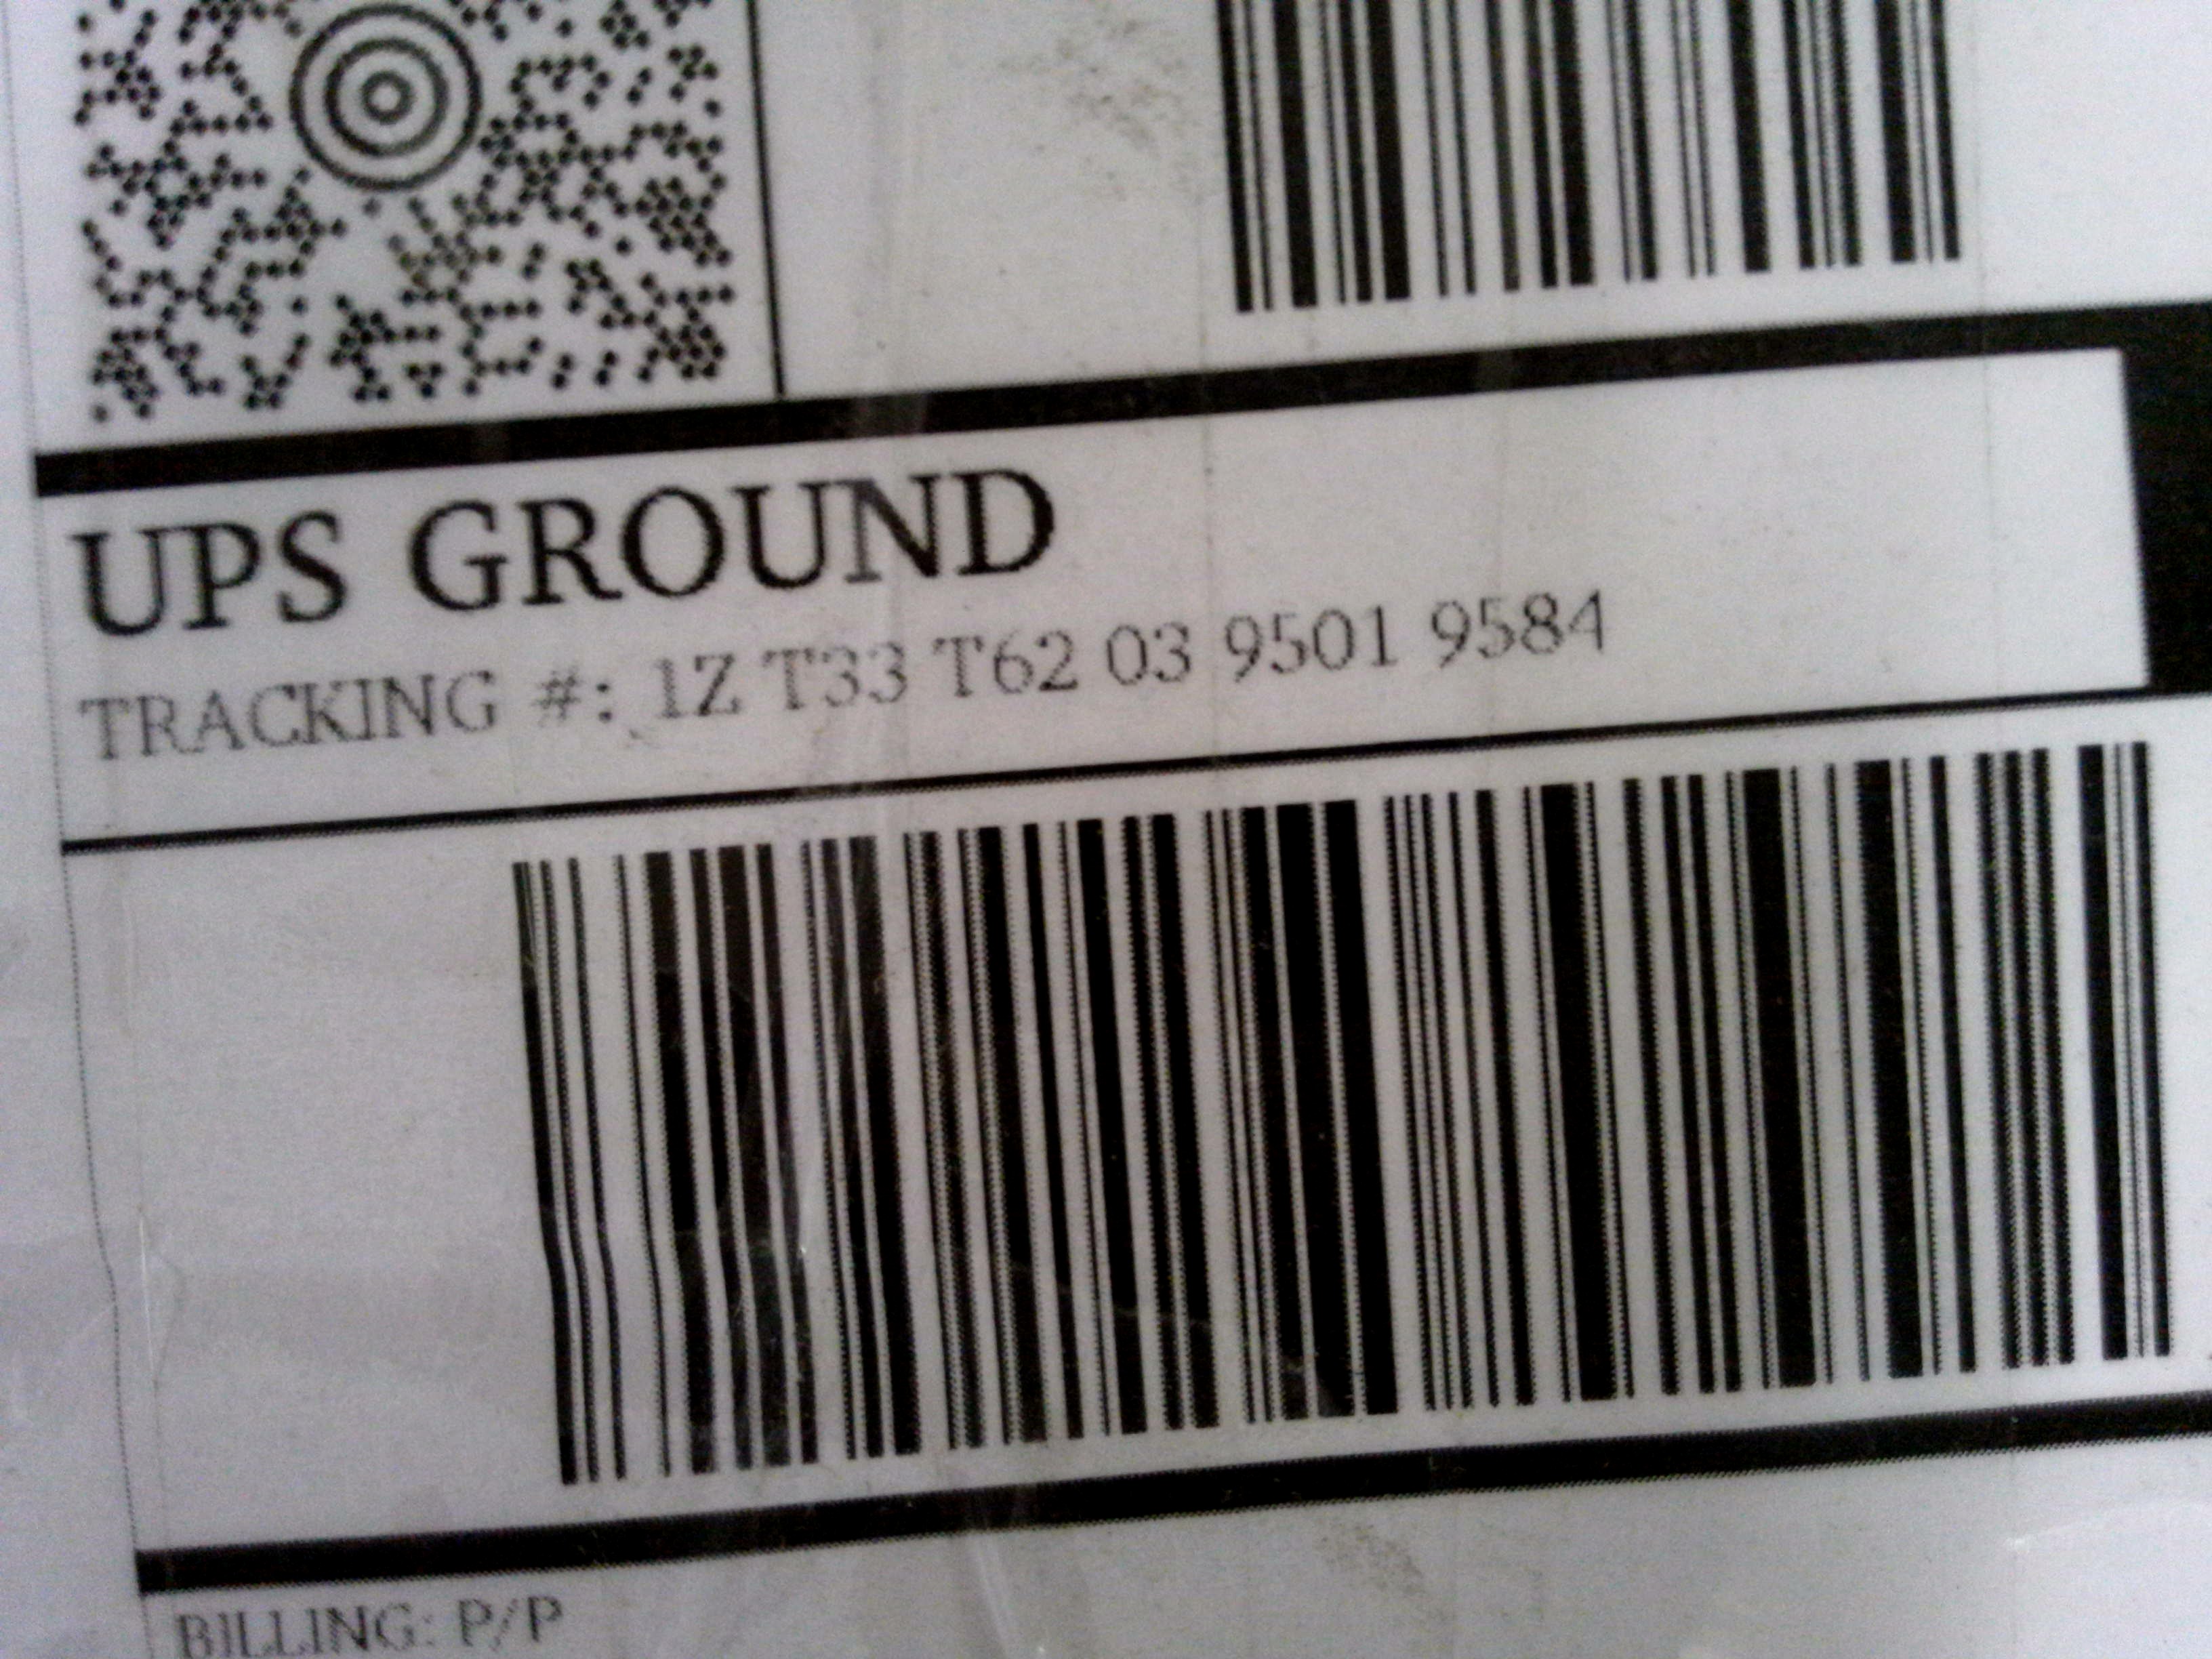 UPS GROUND
TRACKING #: 1Z T33 T62 03 9501 9584
BILLING: P/P